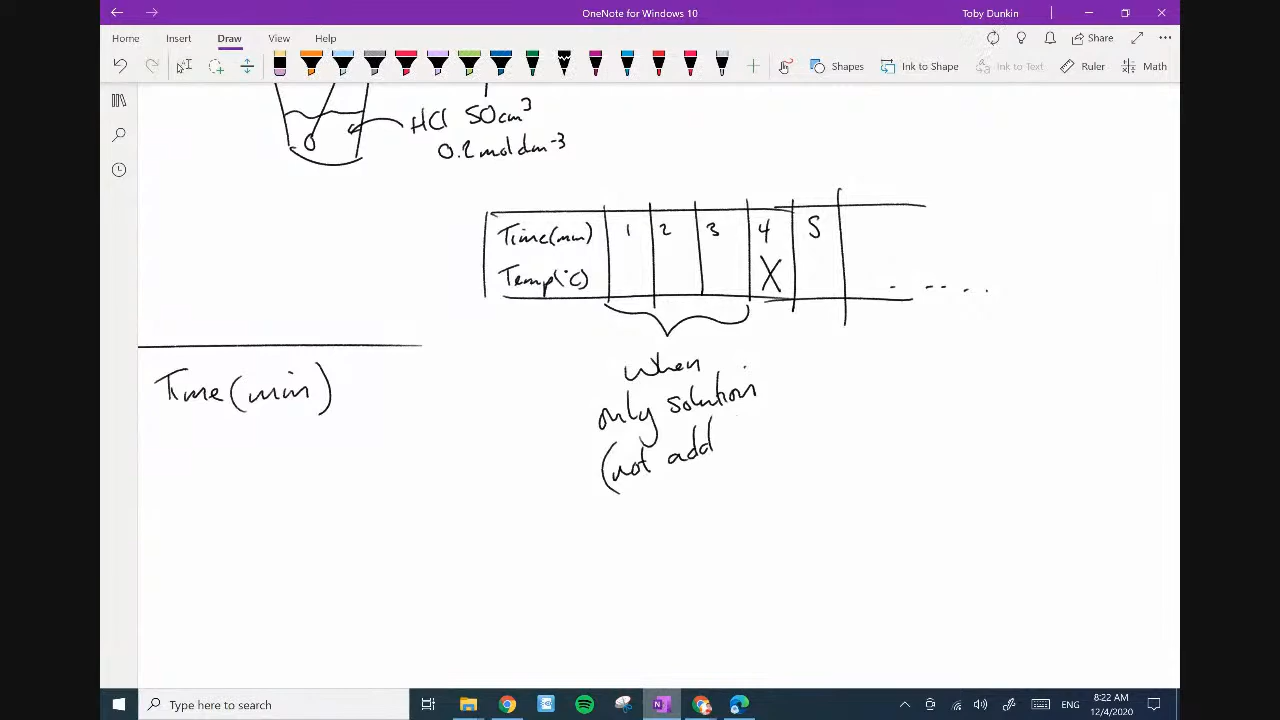 OneNote for Windows 10
Toby Dunkin
Home Insert Draw View Help
Share
Shapes Ink to Shape Ink to Text Ruler Math
HCl 50cm³
0.2 mol dm⁻³
Time(min) 1 2 3 4 5
Temp(°C) X
.....
When
only solution
(not add
Time(min)
Type here to search
ENG
8:22 AM
12/4/2020